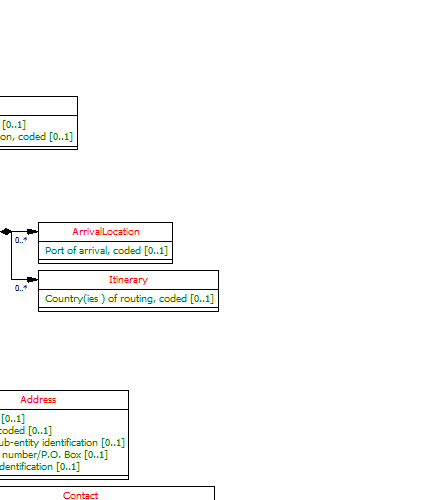 [0..1]
on, coded [0..1]
ArrivalLocation
0..*
Port of arrival, coded [0..1]
Itinerary
0..*
Country(ies ) of routing, coded [0..1]
Address
[0..1]
coded [0..1]
ub-entity identification [0..1]
number/P.O. Box [0..1]
dentification [0..1]
Contact